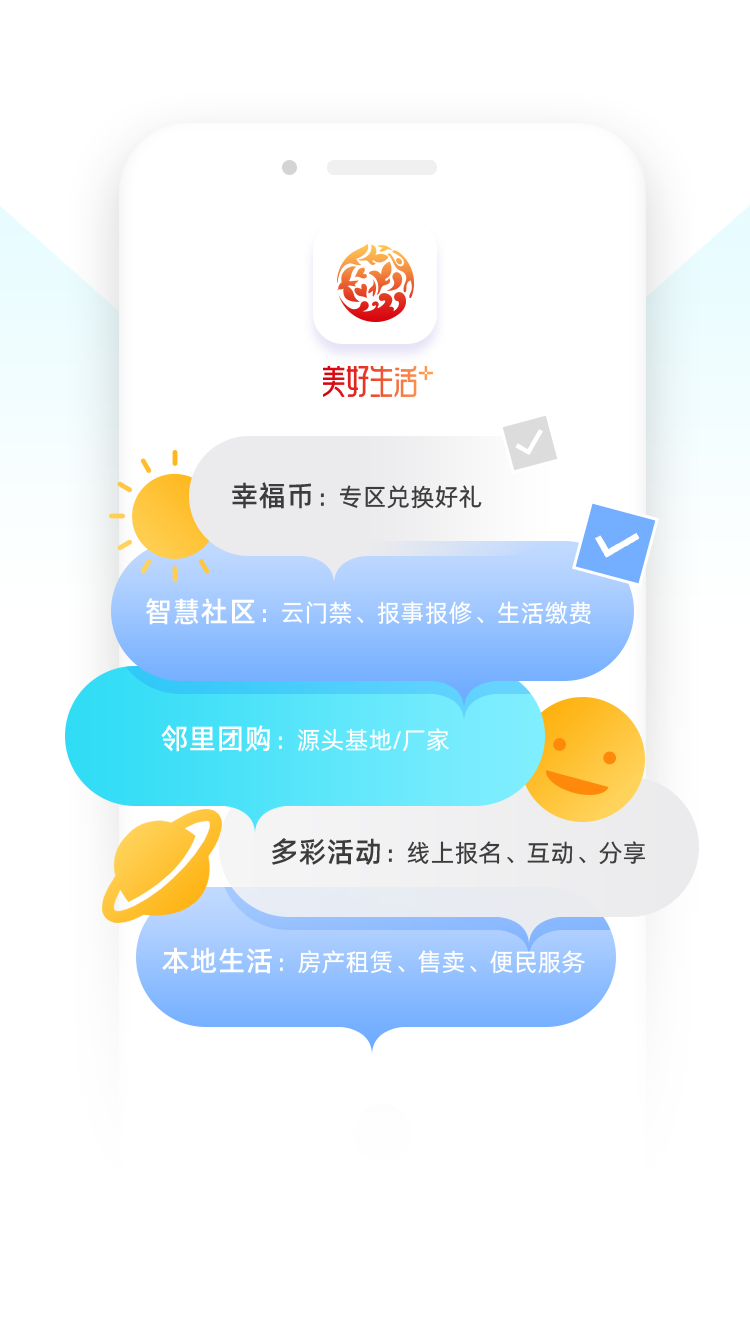 美好生活+
幸福币：专区兑换好礼
智慧社区：云门禁、报事报修、生活缴费
邻里团购：源头基地/厂家
多彩活动：线上报名、互动、分享
本地生活：房产租赁、售卖、便民服务